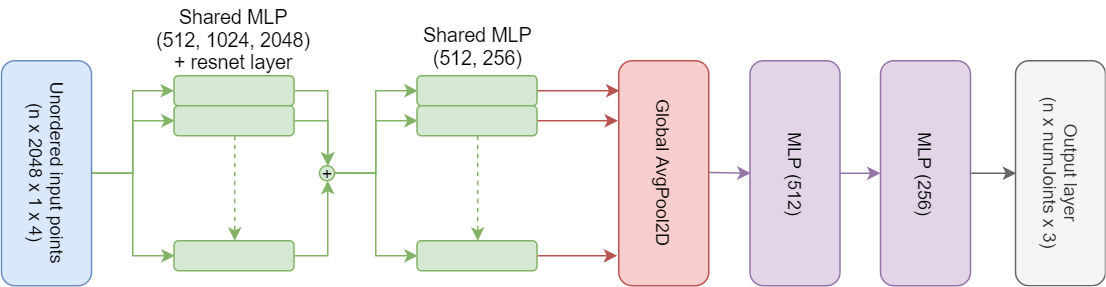 Shared MLP
(512, 1024, 2048)
+ resnet layer
Shared MLP
(512, 256)
Unordered input points
(n x 2048 x 1 x 4)
+
Global AvgPool2D
MLP (512)
MLP (256)
Output layer
(n x numJoints x 3)